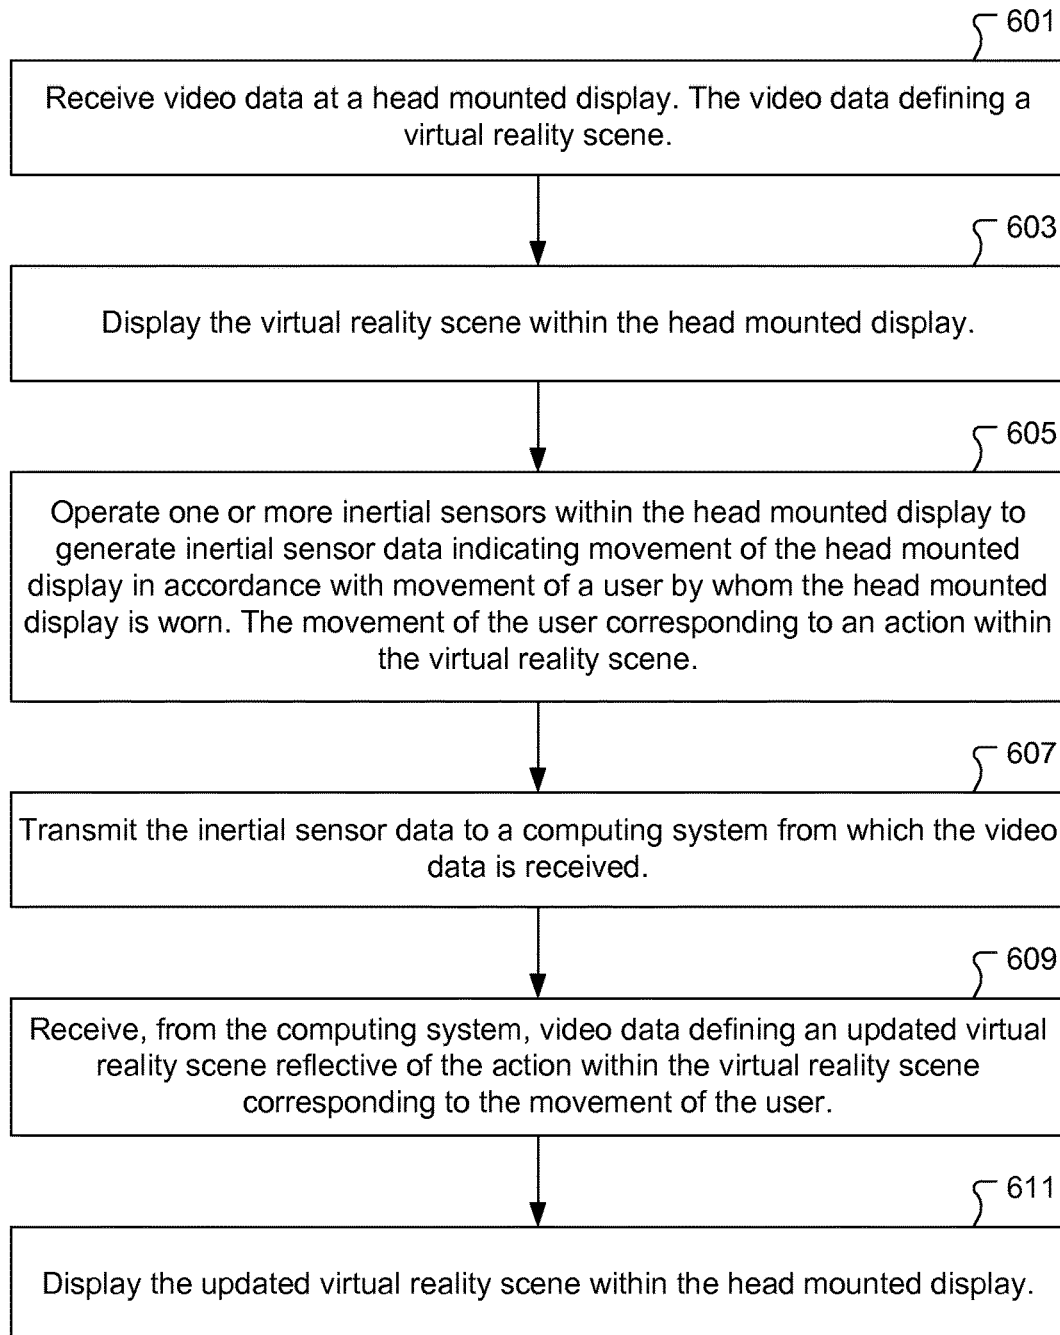 601
Receive video data at a head mounted display. The video data defining a
virtual reality scene.
603
Display the virtual reality scene within the head mounted display.
605
Operate one or more inertial sensors within the head mounted display to
generate inertial sensor data indicating movement of the head mounted
display in accordance with movement of a user by whom the head mounted
display is worn. The movement of the user corresponding to an action within
the virtual reality scene.
607
Transmit the inertial sensor data to a computing system from which the video
data is received.
609
Receive, from the computing system, video data defining an updated virtual
reality scene reflective of the action within the virtual reality scene
corresponding to the movement of the user.
611
Display the updated virtual reality scene within the head mounted display.